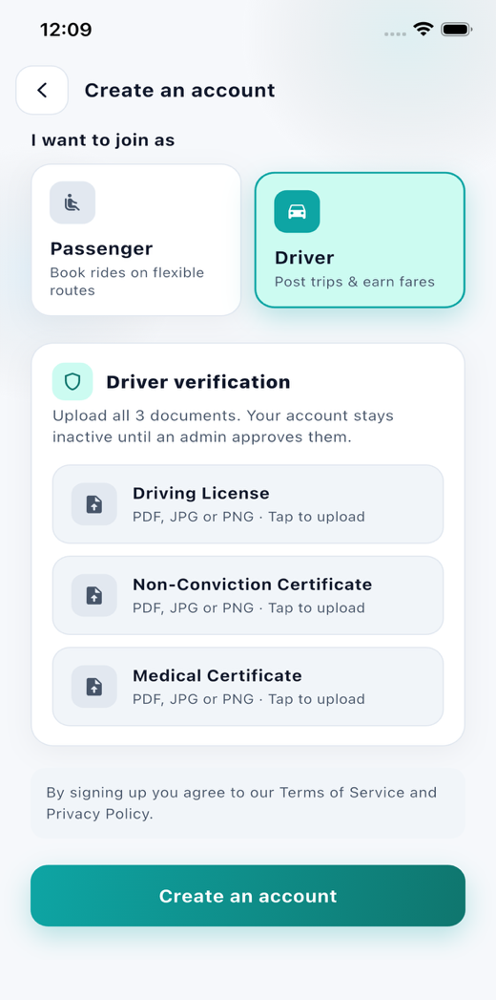 12:09
Create an account
I want to join as
Passenger
Book rides on flexible
routes
Driver
Post trips & earn fares
Driver verification
Upload all 3 documents. Your account stays
inactive until an admin approves them.
Driving License
PDF, JPG or PNG · Tap to upload
Non-Conviction Certificate
PDF, JPG or PNG · Tap to upload
Medical Certificate
PDF, JPG or PNG · Tap to upload
By signing up you agree to our Terms of Service and
Privacy Policy.
Create an account